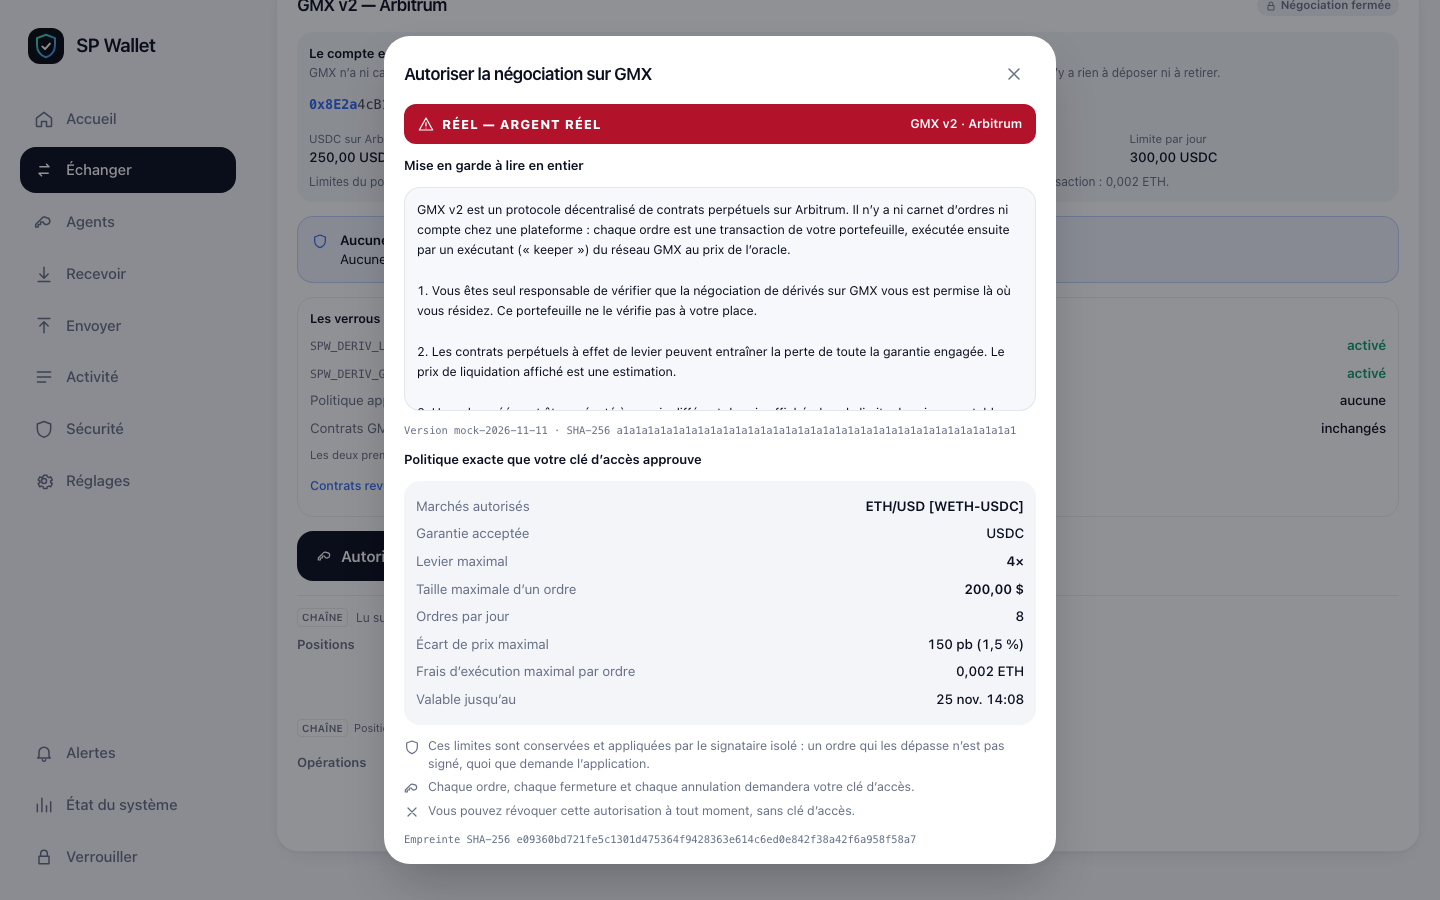 GMX v2 — Arbitrum
Négociation fermée
SP Wallet
Accueil
Échanger
Agents
Recevoir
Envoyer
Activité
Sécurité
Réglages
Alertes
État du système
Verrouiller
Le compte e
GMX n’a ni ca
’y a rien à déposer ni à retirer.
0x8E2a4cB
USDC sur Arb
Limite par jour
250,00 USD
300,00 USDC
Limites du po
saction : 0,002 ETH.
Aucune
Aucune
Les verrous
SPW_DERIV_L
activé
SPW_DERIV_G
activé
Politique ap
aucune
Contrats GM
inchangés
Les deux prem
Contrats rev
Autori
CHAÎNE Lu su
Positions
CHAÎNE Positi
Opérations
Autoriser la négociation sur GMX
RÉEL — ARGENT RÉEL
GMX v2 · Arbitrum
Mise en garde à lire en entier
GMX v2 est un protocole décentralisé de contrats perpétuels sur Arbitrum. Il n’y a ni carnet d’ordres ni
compte chez une plateforme : chaque ordre est une transaction de votre portefeuille, exécutée ensuite
par un exécutant (« keeper ») du réseau GMX au prix de l’oracle.
1. Vous êtes seul responsable de vérifier que la négociation de dérivés sur GMX vous est permise là où
vous résidez. Ce portefeuille ne le vérifie pas à votre place.
2. Les contrats perpétuels à effet de levier peuvent entraîner la perte de toute la garantie engagée. Le
prix de liquidation affiché est une estimation.
Version mock-2026-11-11 · SHA-256 a1a1a1a1a1a1a1a1a1a1a1a1a1a1a1a1a1a1a1a1a1a1a1a1a1a1a1a1a1a1a1a1
Politique exacte que votre clé d’accès approuve
Marchés autorisés
ETH/USD [WETH-USDC]
Garantie acceptée
USDC
Levier maximal
4×
Taille maximale d’un ordre
200,00 $
Ordres par jour
8
Écart de prix maximal
150 pb (1,5 %)
Frais d’exécution maximal par ordre
0,002 ETH
Valable jusqu’au
25 nov. 14:08
Ces limites sont conservées et appliquées par le signataire isolé : un ordre qui les dépasse n’est pas
signé, quoi que demande l’application.
Chaque ordre, chaque fermeture et chaque annulation demandera votre clé d’accès.
Vous pouvez révoquer cette autorisation à tout moment, sans clé d’accès.
Empreinte SHA-256 e09360bd721fe5c1301d475364f9428363e614c6ed0e842f38a42f6a958f58a7